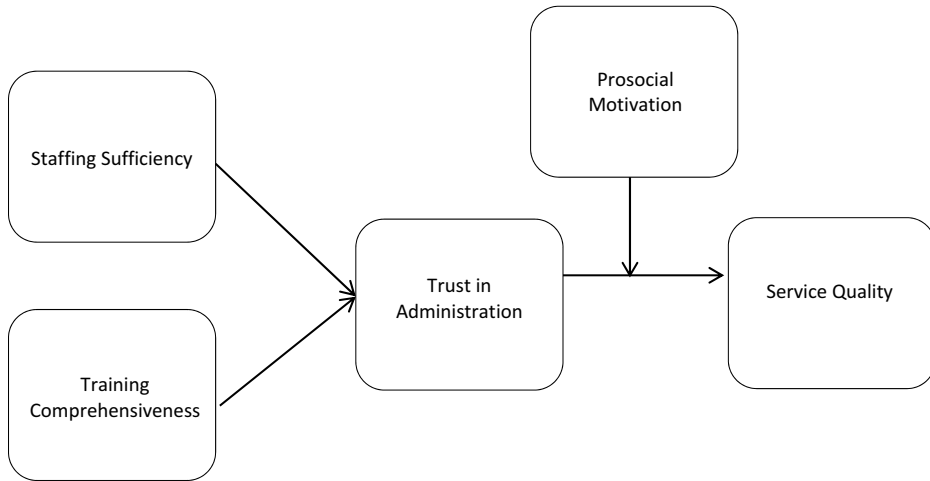 Prosocial
Motivation
Staffing Sufficiency
Trust in
Administration
Service Quality
Training
Comprehensiveness